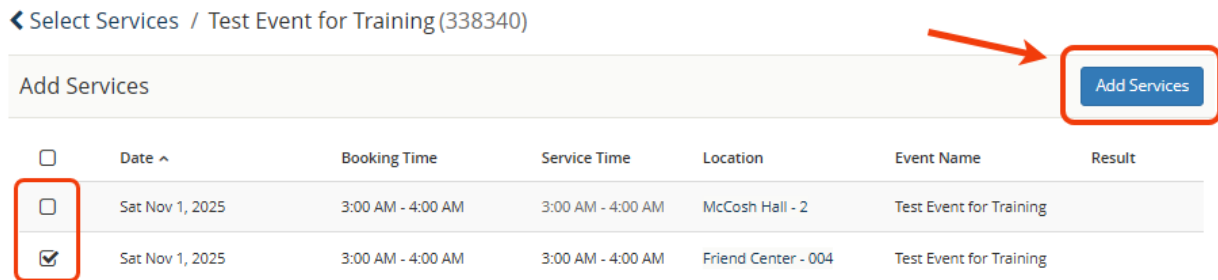 Select Services / Test Event for Training (338340)
Add Services
Add Services
Date Booking Time Service Time Location Event Name Result
Sat Nov 1, 2025 3:00 AM - 4:00 AM 3:00 AM - 4:00 AM McCosh Hall - 2 Test Event for Training
Sat Nov 1, 2025 3:00 AM - 4:00 AM 3:00 AM - 4:00 AM Friend Center - 004 Test Event for Training